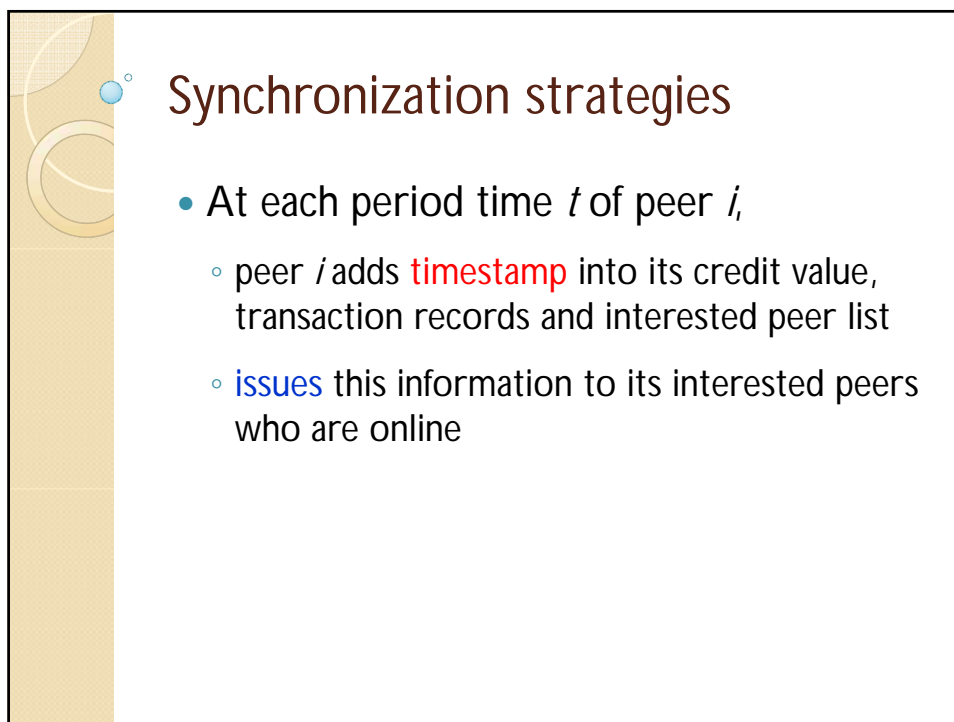 Synchronization strategies
• At each period time t of peer i,
◦ peer i adds timestamp into its credit value,
transaction records and interested peer list
◦ issues this information to its interested peers
who are online